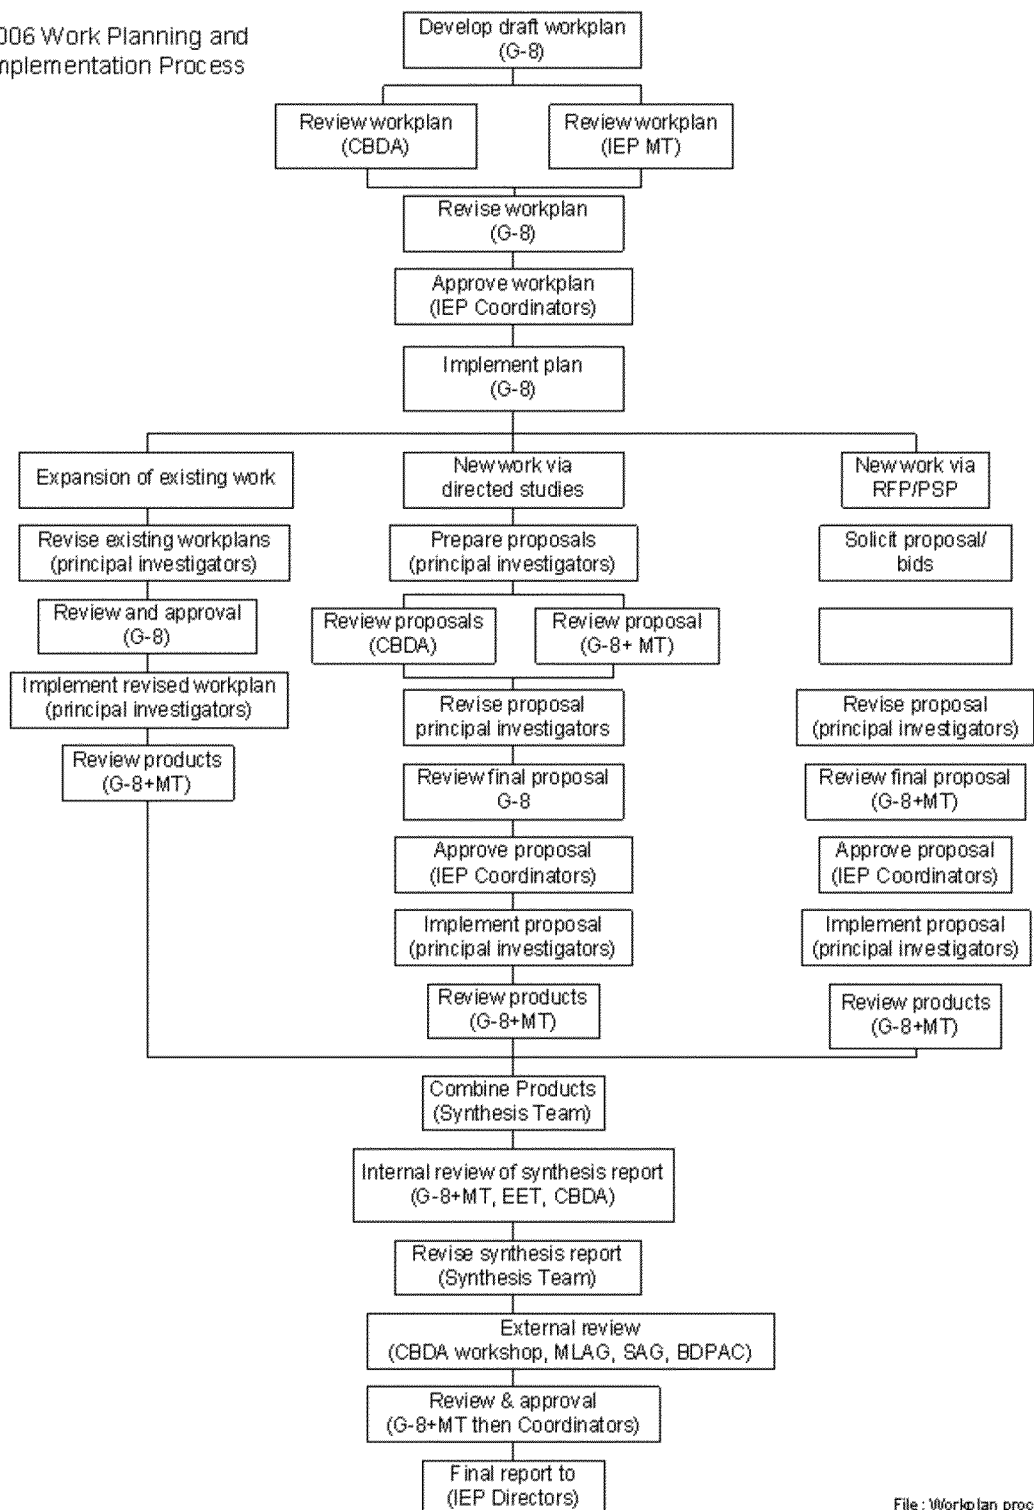 006 Work Planning and
mplementation Process
Develop draft workplan
(G-8)
Review workplan
(CBDA)
Review workplan
(IEP MT)
Revise workplan
(G-8)
Approve workplan
(IEP Coordinators)
Implement plan
(G-8)
Expansion of existing work
Revise existing workplans
(principal investigators)
Review and approval
(G-8)
Implement revised workplan
(principal investigators)
Review products
(G-8+MT)
New work via
directed studies
Prepare proposals
(principal investigators)
Review proposals
(CBDA)
Review proposal
(G-8+ MT)
Revise proposal
principal investigators
Review final proposal
G-8
Approve proposal
(IEP Coordinators)
Implement proposal
(principal investigators)
Review products
(G-8+MT)
New work via
RFP/PSP
Solicit proposal/
bids
Revise proposal
(principal investigators)
Review final proposal
(G-8+MT)
Approve proposal
(IEP Coordinators)
Implement proposal
(principal investigators)
Review products
(G-8+MT)
Combine Products
(Synthesis Team)
Internal review of synthesis report
(G-8+MT, EET, CBDA)
Revise synthesis report
(Synthesis Team)
External review
(CBDA workshop, MLAG, SAG, BDPAC)
Review & approval
(G-8+MT then Coordinators)
Final report to
(IEP Directors)
File: Workplan proc